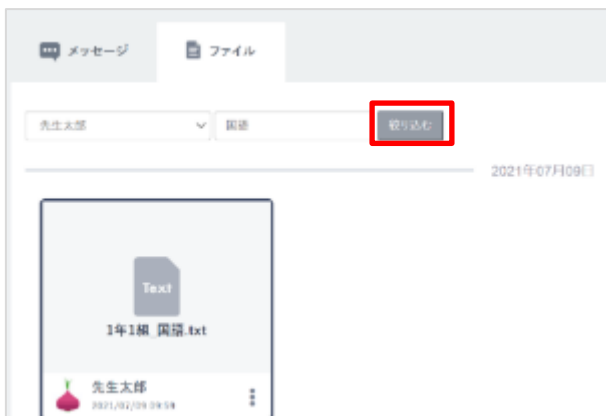 メッセージ ファイル
先生太郎 国語 絞り込む
2021年07月09日
Text
1年1組_国語.txt
先生太郎
2021/07/09 09:59